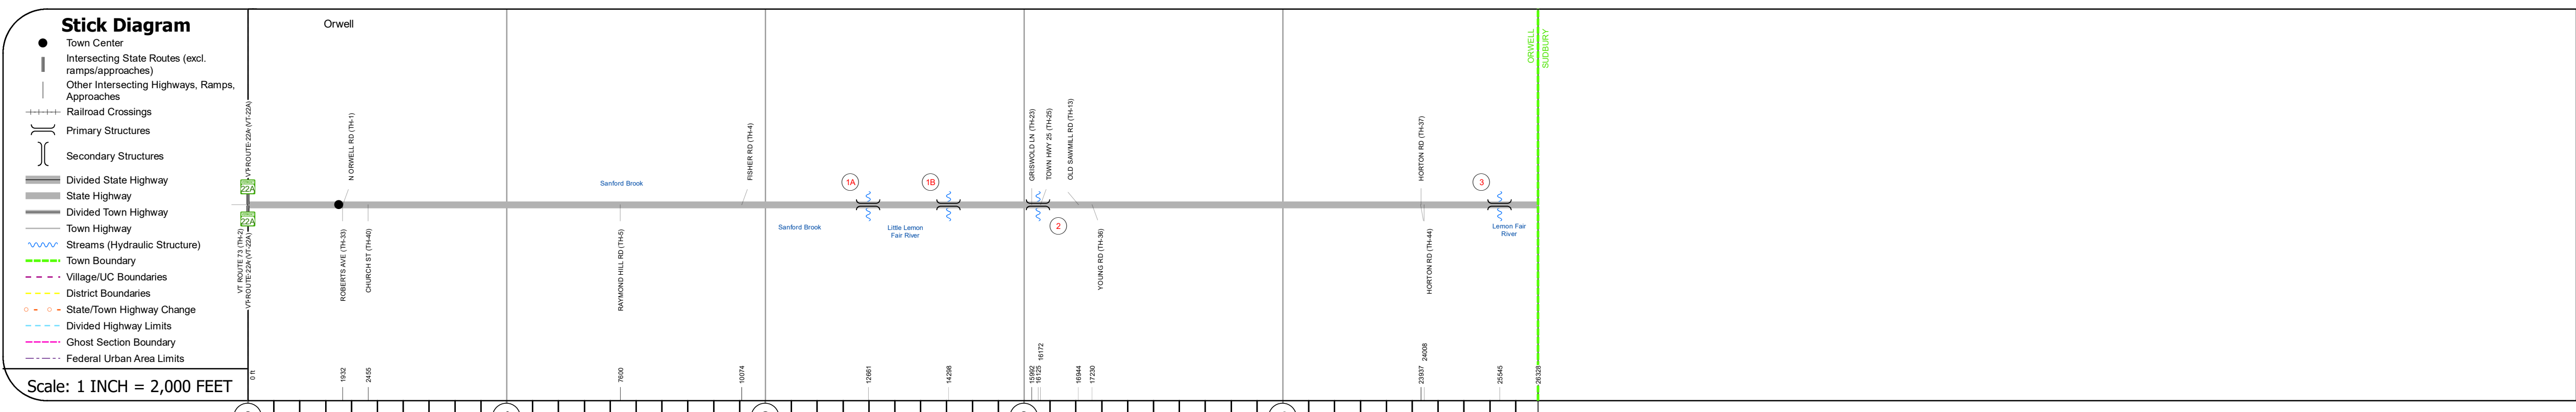 Stick Diagram
Town Center
Intersecting State Routes (excl.
ramps/approaches)
Other Intersecting Highways, Ramps,
Approaches
Railroad Crossings
Primary Structures
Secondary Structures
Divided State Highway
State Highway
Divided Town Highway
Town Highway
Streams (Hydraulic Structure)
Town Boundary
Village/UC Boundaries
District Boundaries
State/Town Highway Change
Divided Highway Limits
Ghost Section Boundary
Federal Urban Area Limits
Scale: 1 INCH = 2,000 FEET
Orwell
ORWELL
SUDBURY
VT ROUTE 22A (VT-22A)
N ORWELL RD (TH-1)
FISHER RD (TH-4)
GRISWOLD LN (TH-23)
TOWN HWY 25 (TH-25)
OLD SAWMILL RD (TH-13)
HORTON RD (TH-37)
22A
22A
Sanford Brook
1A
1B
2
3
Sanford Brook
Little Lemon
Fair River
Lemon Fair
River
VT ROUTE 73 (TH-2)
VT ROUTE 22A (VT-22A)
ROBERTS AVE (TH-33)
CHURCH ST (TH-40)
RAYMOND HILL RD (TH-5)
YOUNG RD (TH-36)
HORTON RD (TH-44)
0 ft
1932
2455
7600
10074
12661
14298
15992
16125
16172
16944
17230
23937
24008
25545
26328